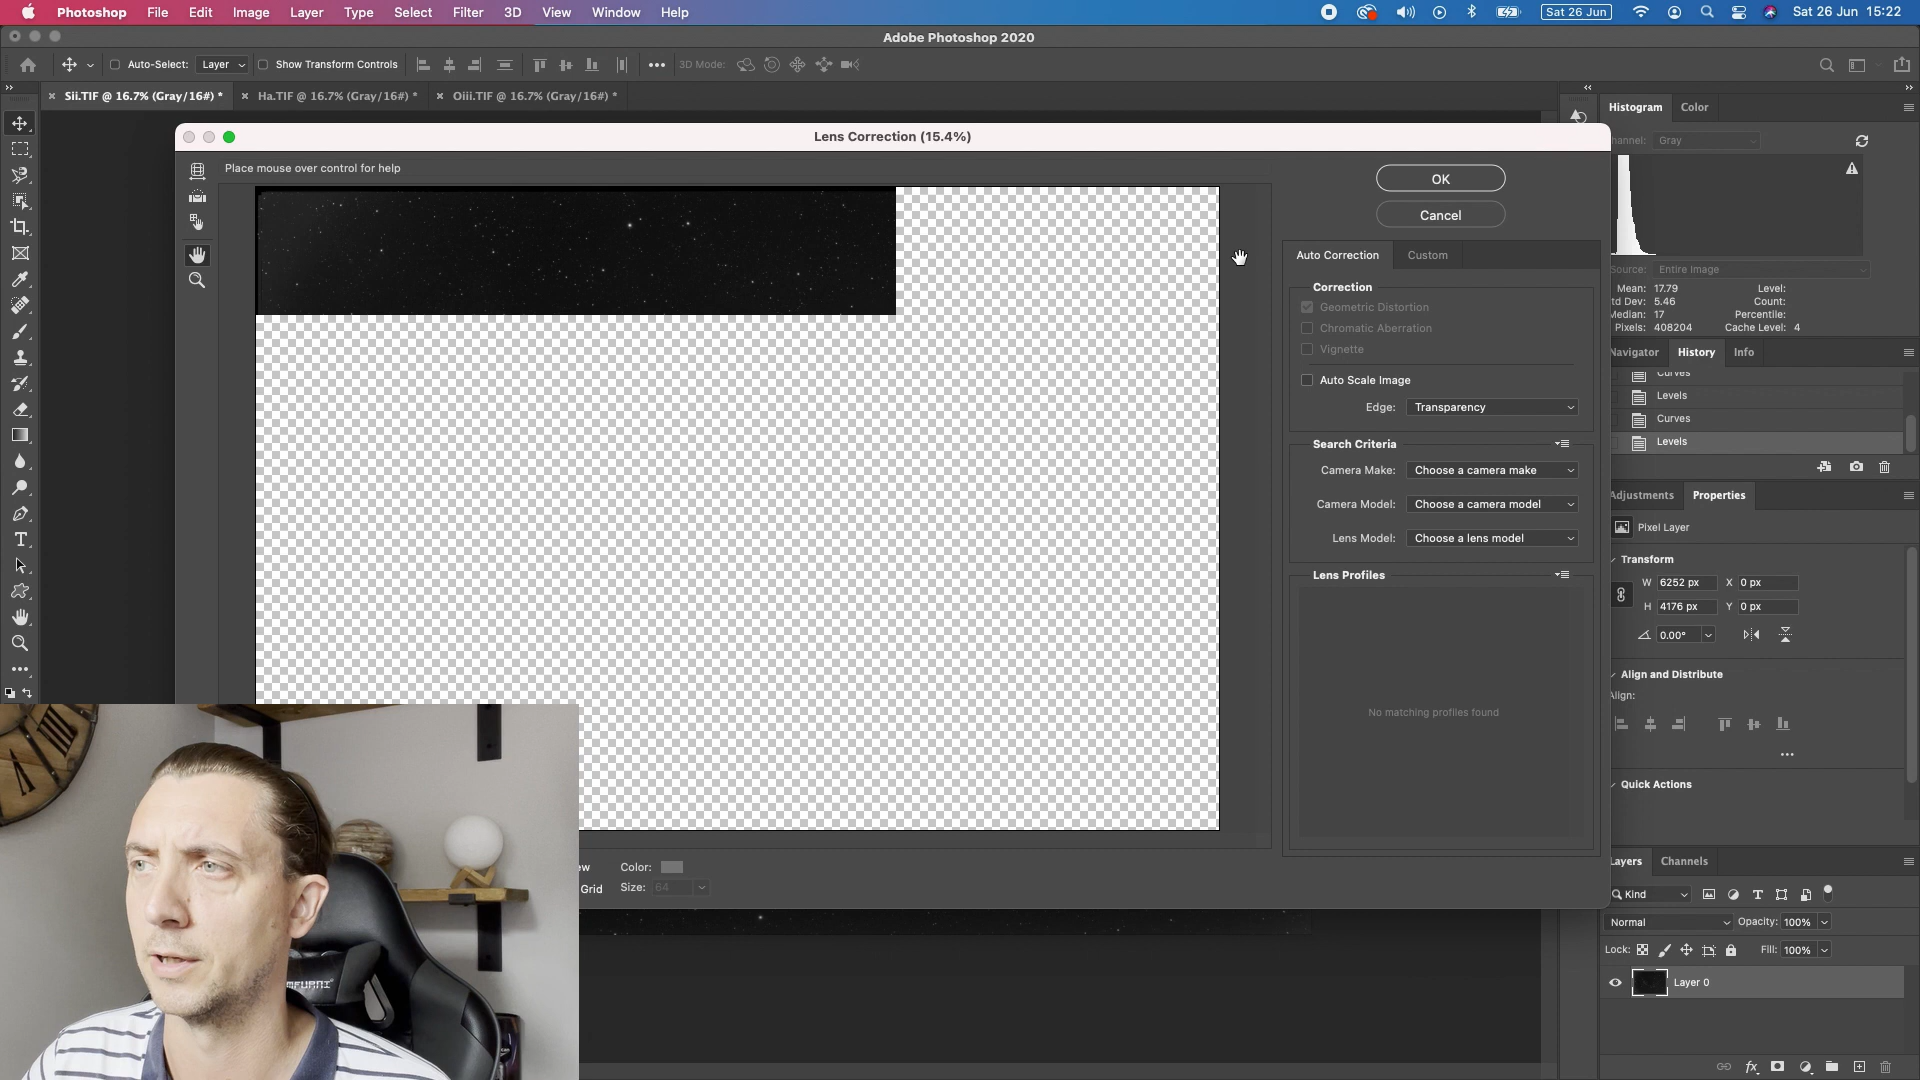 Photoshop File Edit Image Layer Type Select Filter 3D View Window Help
Sat 26 Jun
Sat 26 Jun 15:22
Adobe Photoshop 2020
Auto-Select: Layer Show Transform Controls 3D Mode:
Sii.TIF @ 16.7% (Gray/16#) * Ha.TIF @ 16.7% (Gray/16#) * Oiii.TIF @ 16.7% (Gray/16#) *
Lens Correction (15.4%)
Place mouse over control for help
OK
Cancel
Auto Correction Custom
Correction
Geometric Distortion
Chromatic Aberration
Vignette
Auto Scale Image
Edge: Transparency
Search Criteria
Camera Make: Choose a camera make
Camera Model: Choose a camera model
Lens Model: Choose a lens model
Lens Profiles
No matching profiles found
ew Color:
Grid Size: 64
Histogram Color
hannel: Gray
Source: Entire Image
Mean: 17.79 Level:
td Dev: 5.46 Count:
Median: 17 Percentile:
Pixels: 408204 Cache Level: 4
Navigator History Info
Curves
Levels
Curves
Levels
Adjustments Properties
Pixel Layer
Transform
W 6252 px X 0 px
H 4176 px Y 0 px
0.00°
Align and Distribute
Align:
Quick Actions
Layers Channels
Kind
Normal Opacity: 100%
Lock: Fill: 100%
Layer 0